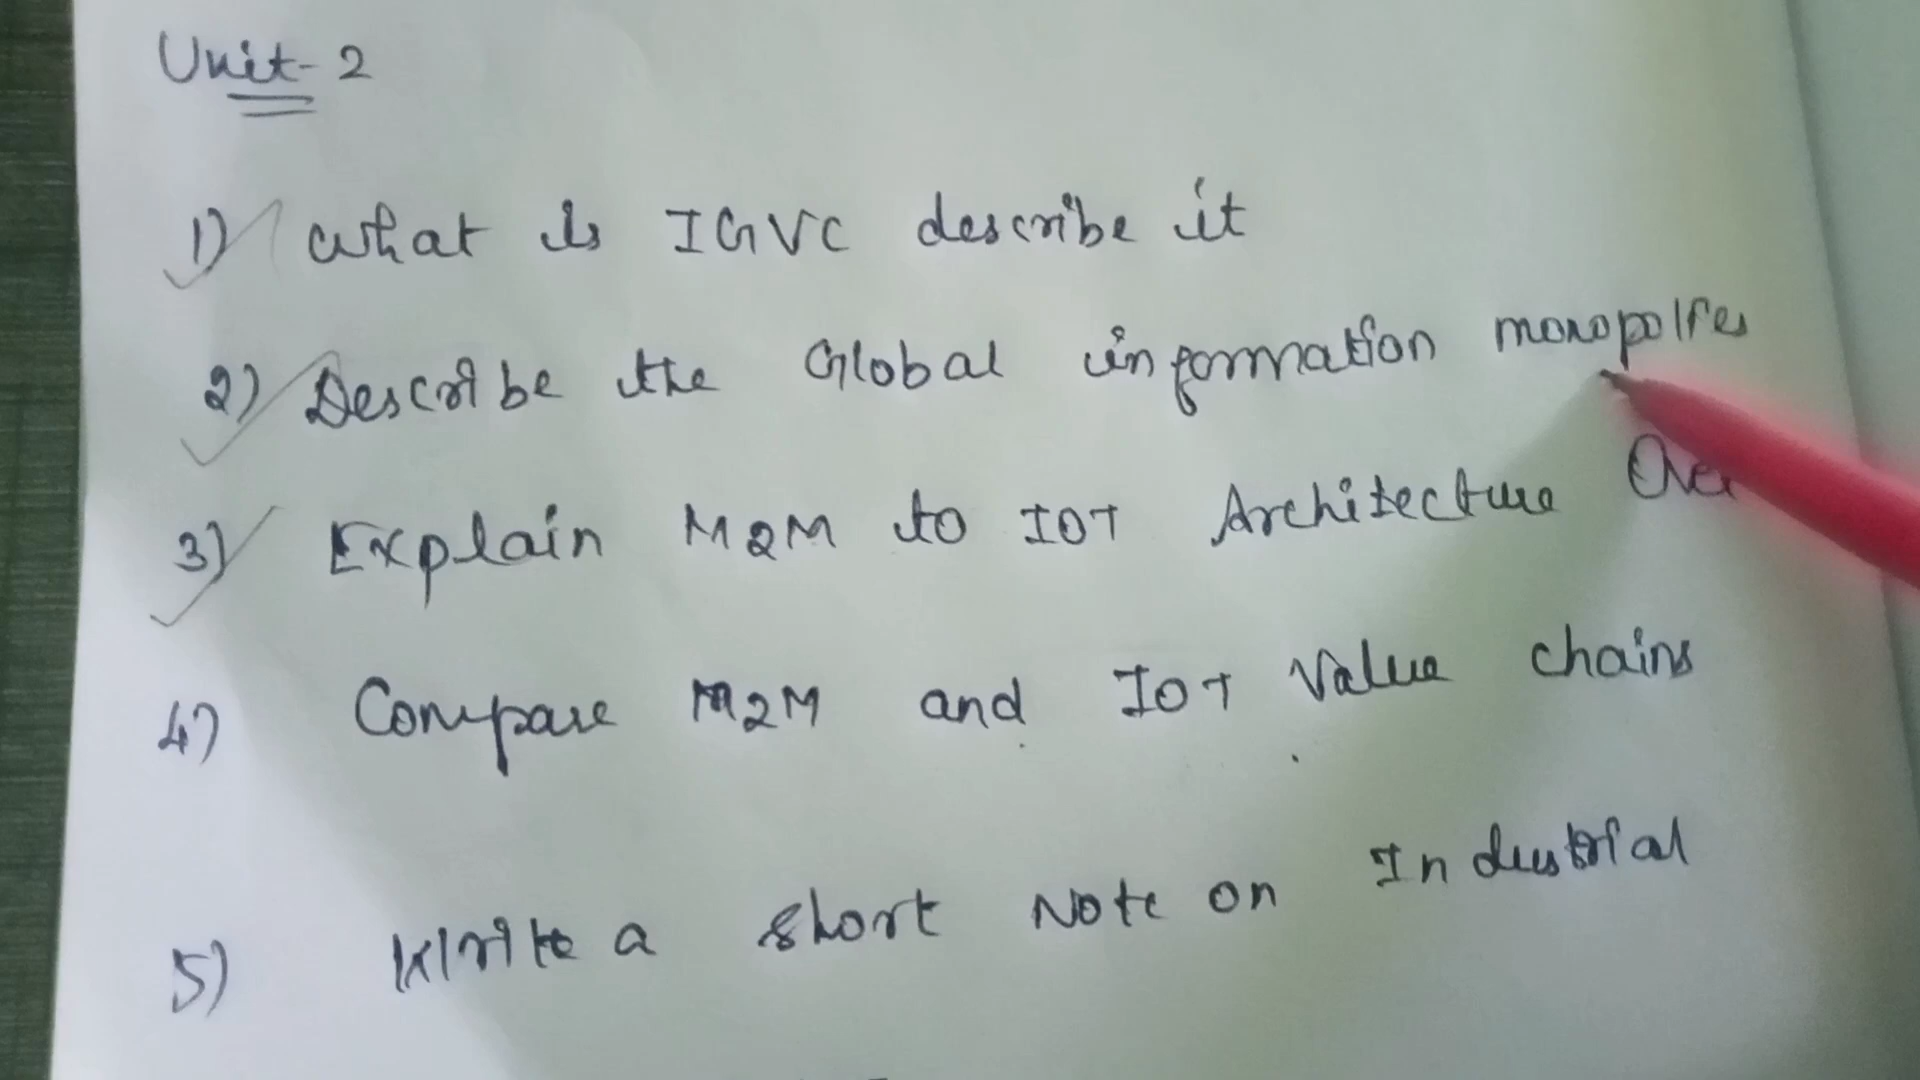 Unit-2
1) What is IGVC describe it
2) Describe the Global information monopolies
3) Explain M2M to IOT Architecture
4) Compare M2M and IOT Value chains
5) Write a short Note on Industrial